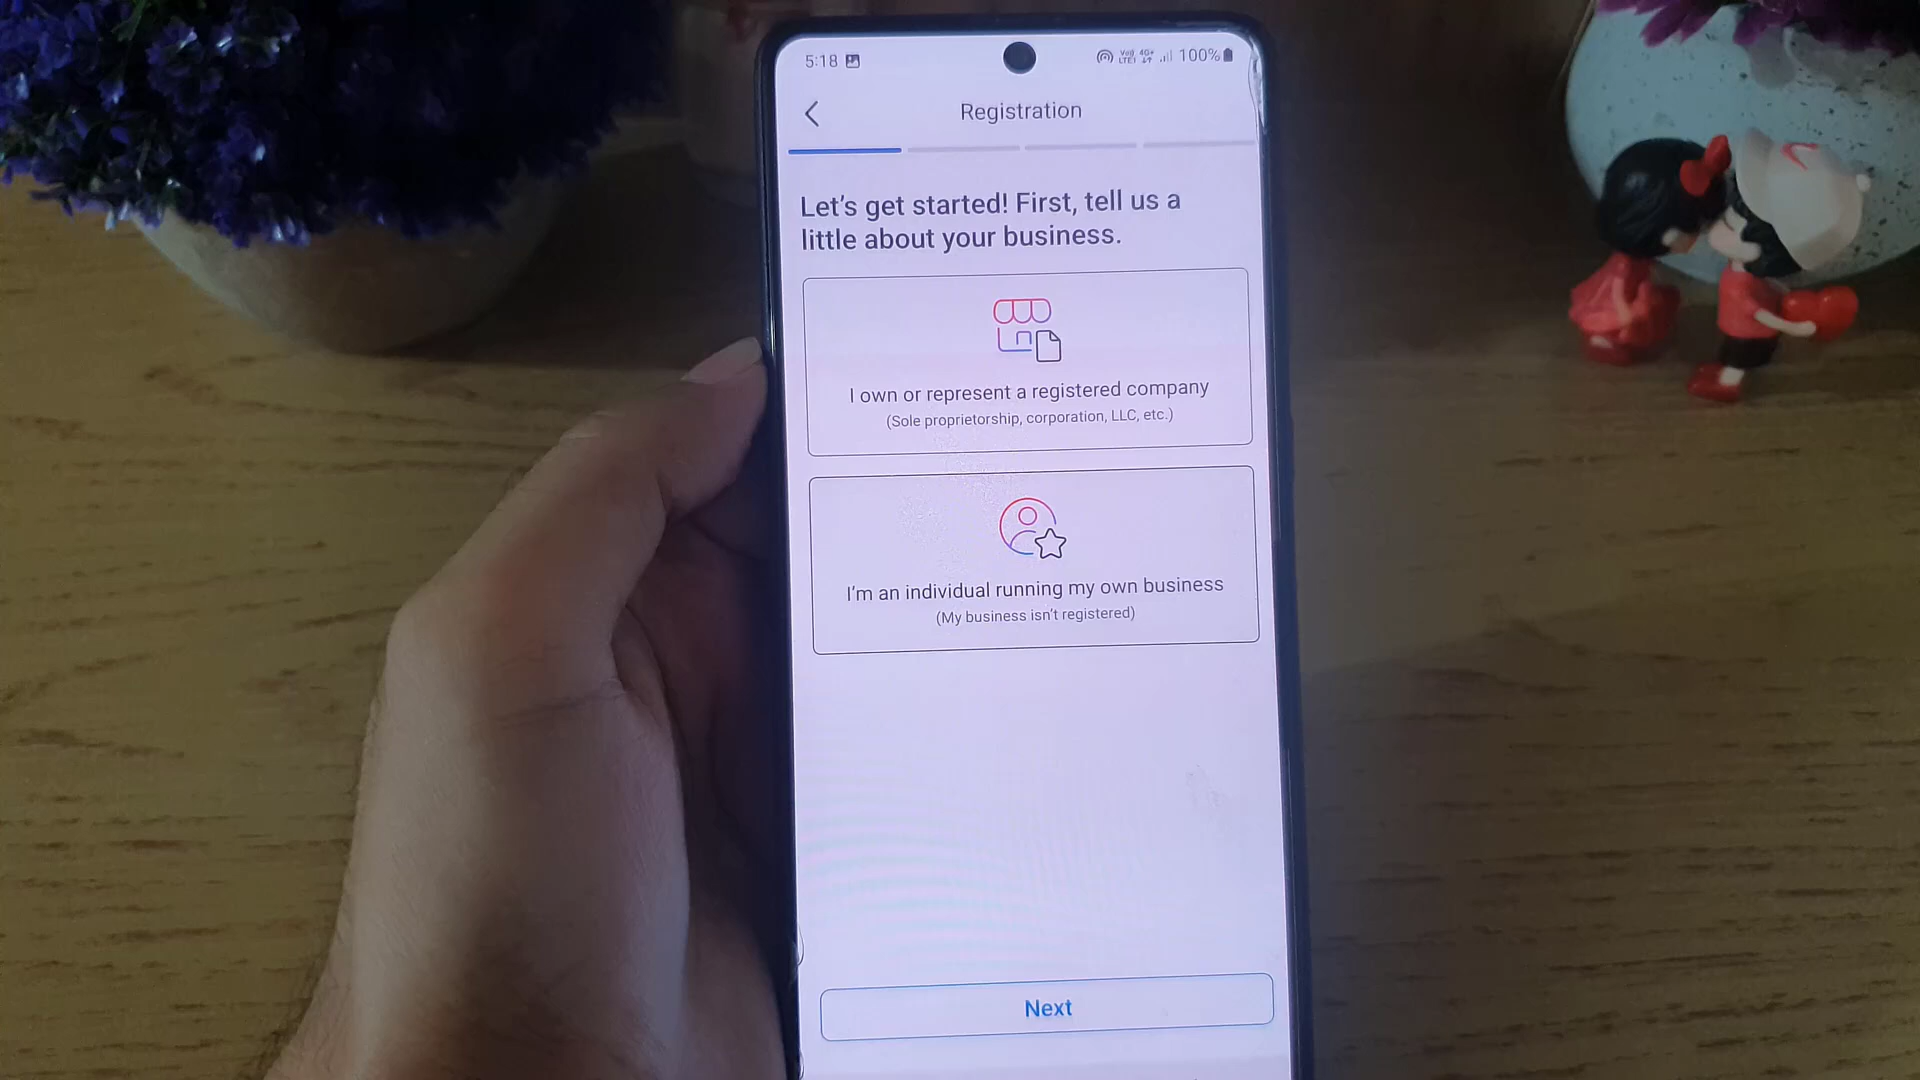 5:18 100%
Registration
Let's get started! First, tell us a
little about your business.
I own or represent a registered company
(Sole proprietorship, corporation, LLC, etc.)
I'm an individual running my own business
(My business isn't registered)
Next